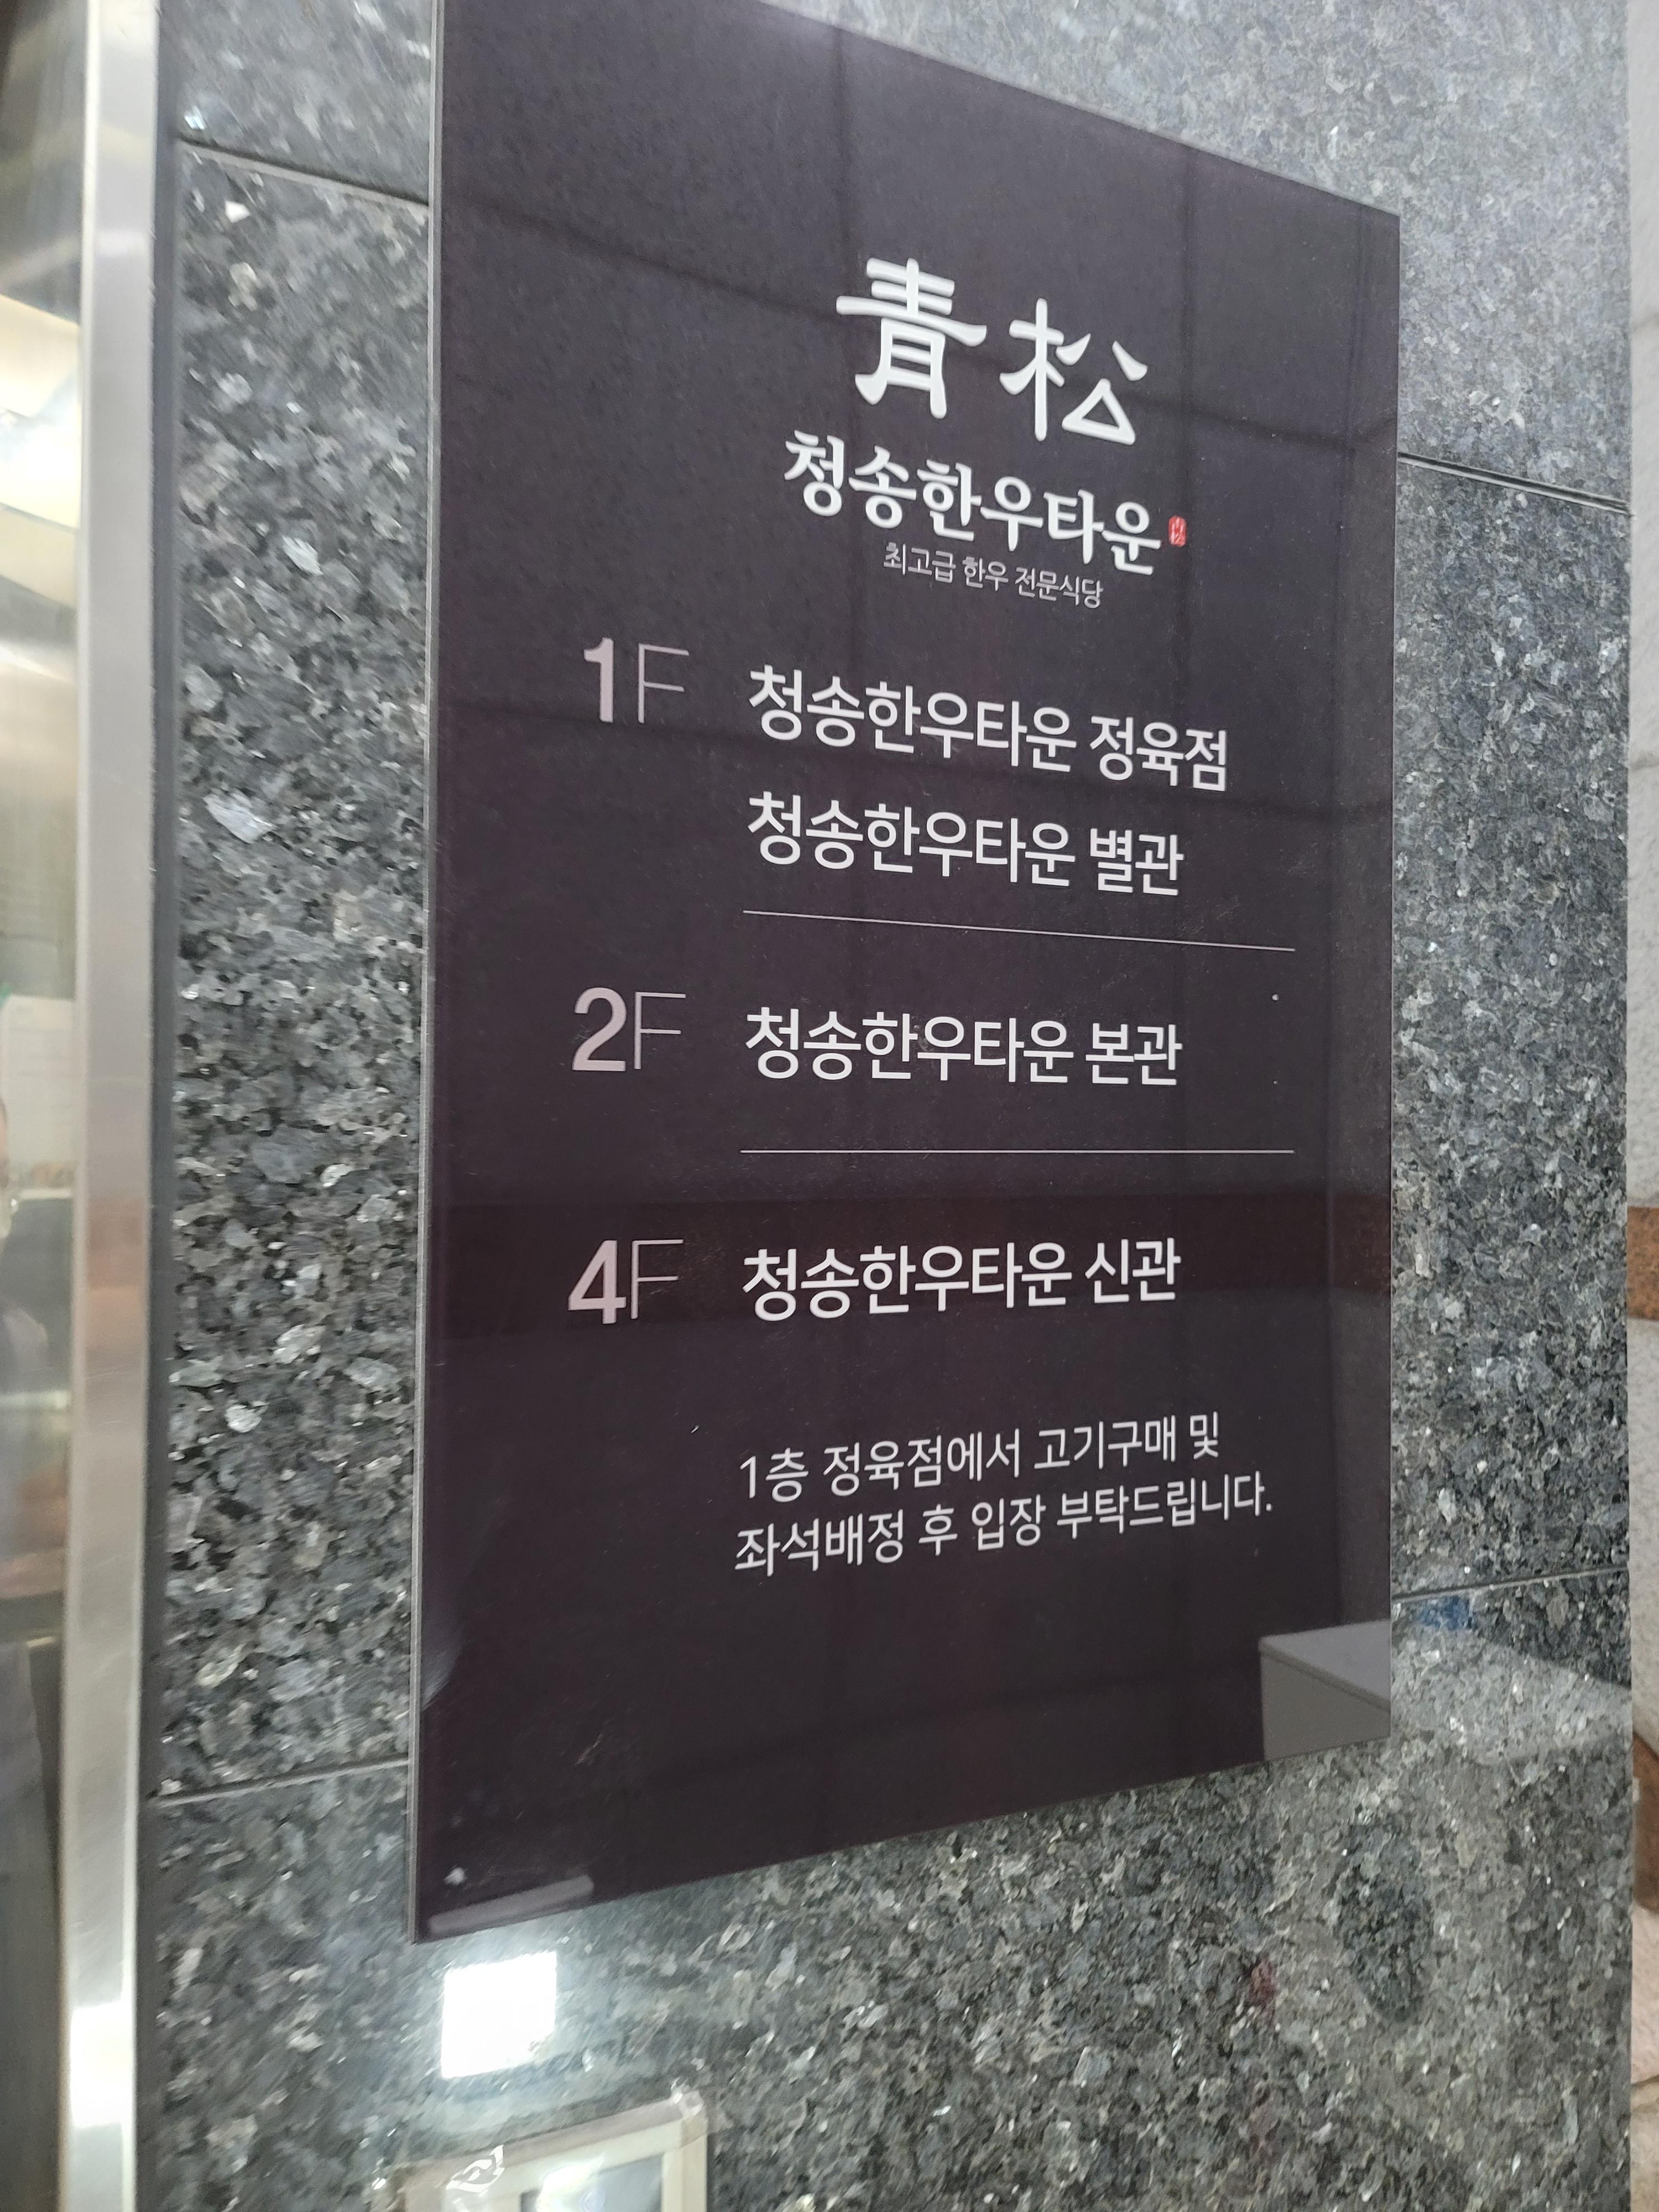 青松
청송한우타운
최고급 한우 전문식당
1F 청송한우타운 정육점
청송한우타운 별관
2F 청송한우타운 본관
4F 청송한우타운 신관
1층 정육점에서 고기구매 및
좌석배정 후 입장 부탁드립니다.